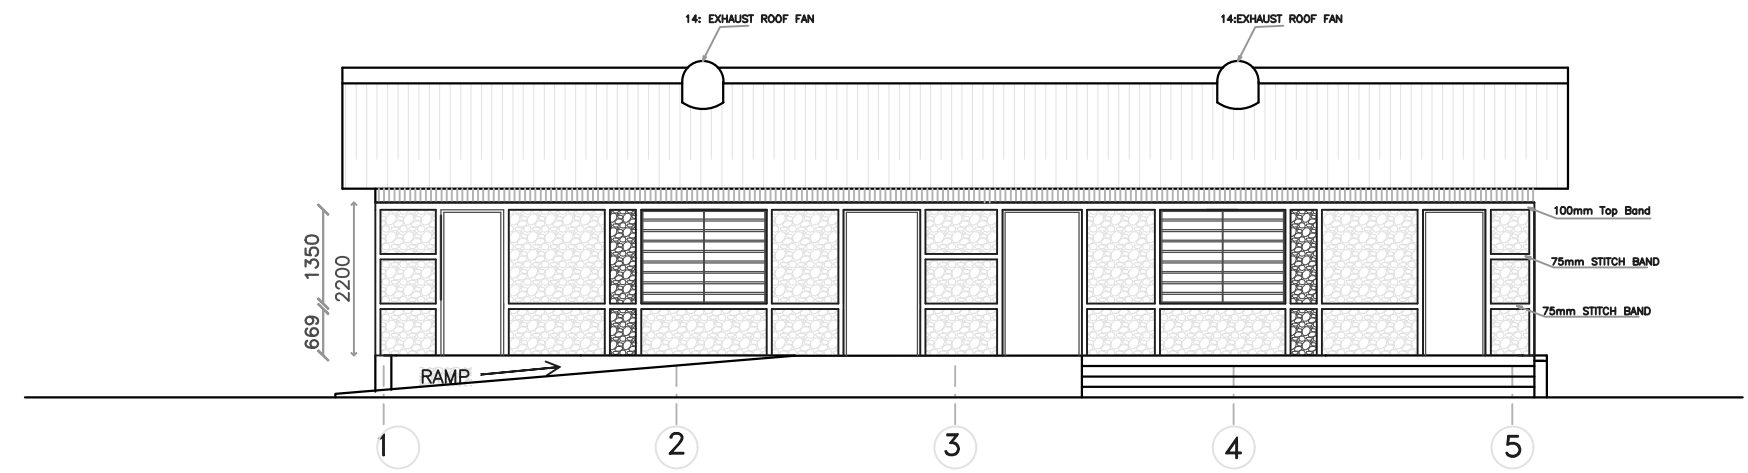 14: EXHAUST ROOF FAN
14:EXHAUST ROOF FAN
100mm Top Band
1350
2200
75mm STITCH BAND
669
75mm STITCH BAND
RAMP
1
2
3
4
5